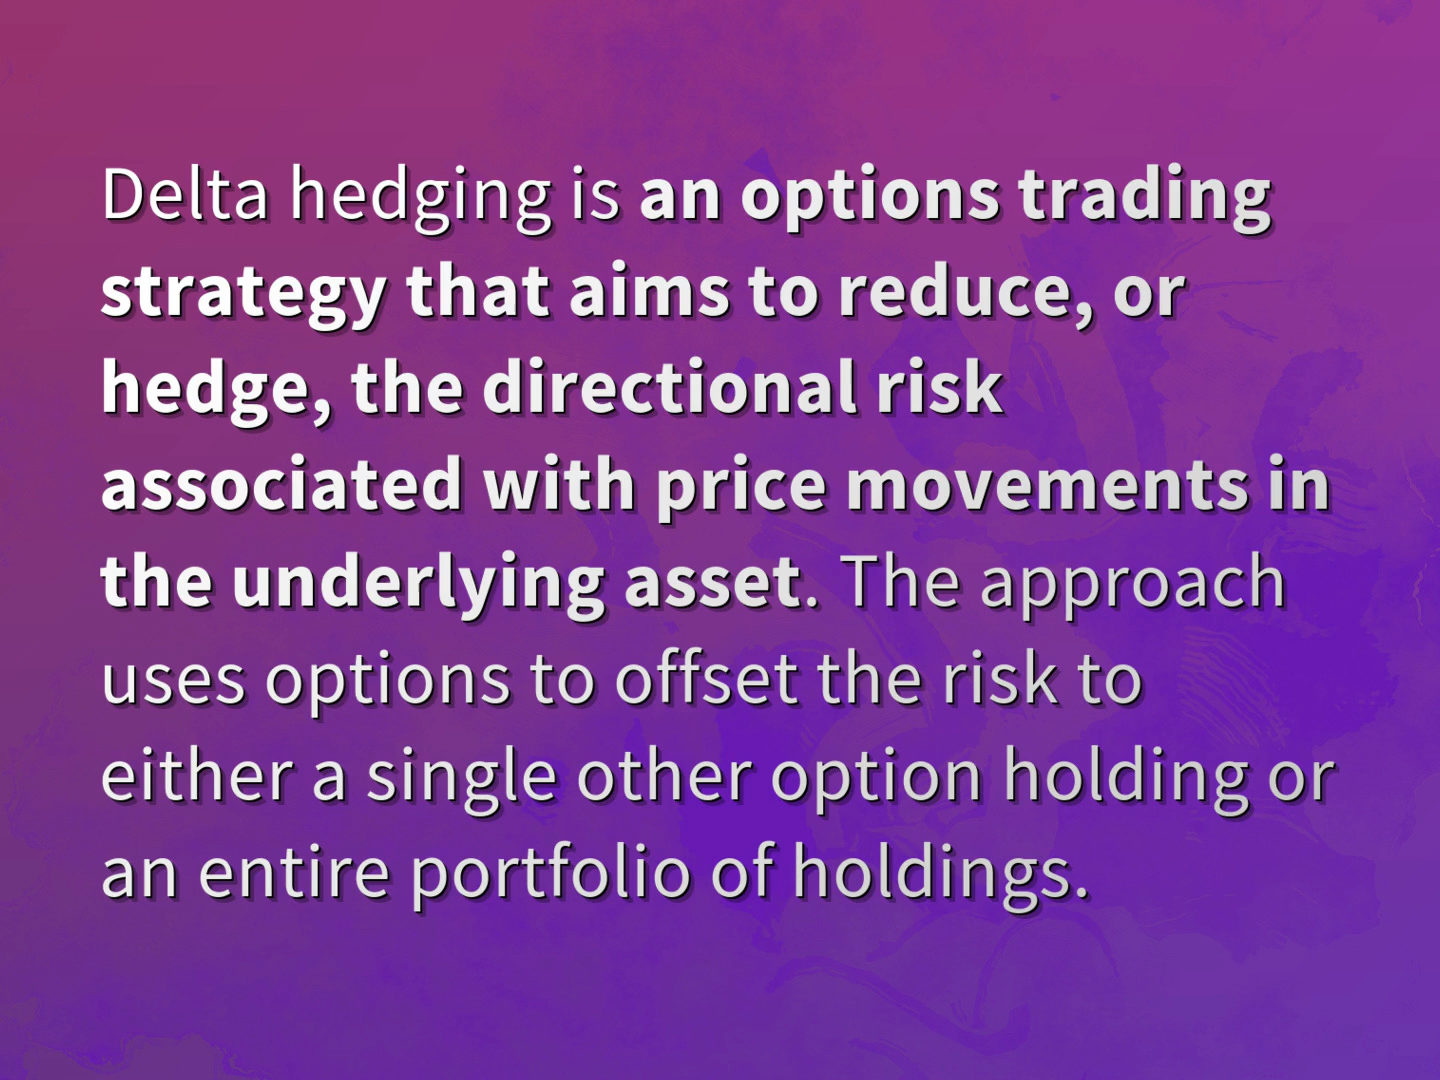 Delta hedging is an options trading
strategy that aims to reduce, or
hedge, the directional risk
associated with price movements in
the underlying asset. The approach
uses options to offset the risk to
either a single other option holding or
an entire portfolio of holdings.